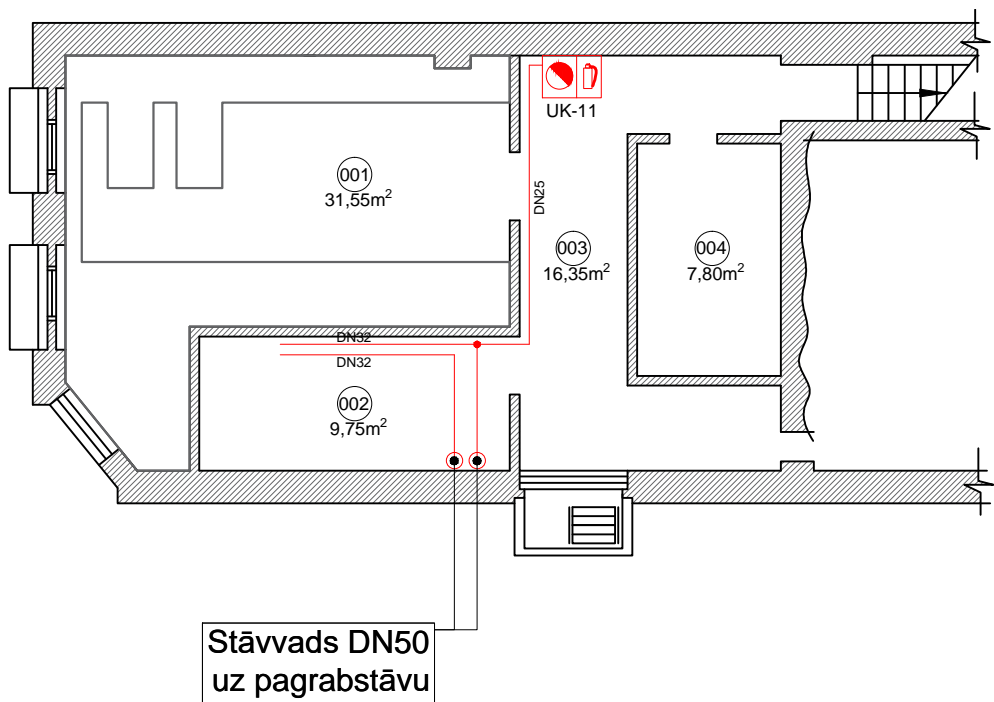 UK-11
001
31,55m²
DN25
003
16,35m²
004
7,80m²
DN32
DN32
002
9,75m²
Stāvvads DN50
uz pagrabstāvu